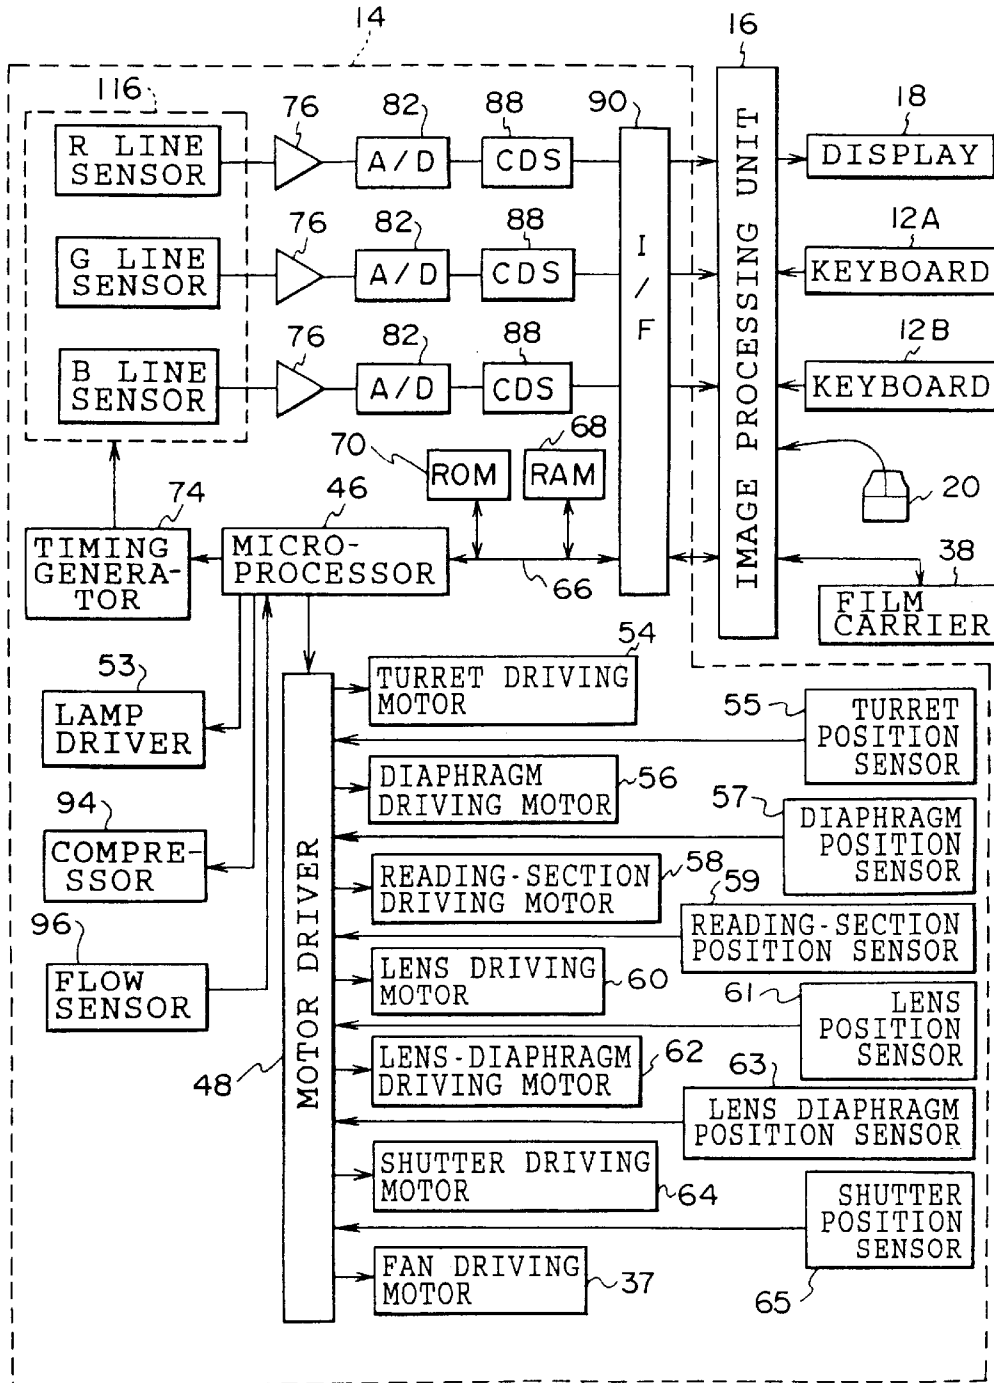 14
16
116
76
82
88
90
18
R LINE
SENSOR
A/D
CDS
DISPLAY
76
82
88
12A
G LINE
SENSOR
A/D
CDS
I/F
KEYBOARD
76
82
88
12B
B LINE
SENSOR
A/D
CDS
KEYBOARD
IMAGE PROCESSING UNIT
70
68
ROM
RAM
20
74
46
38
TIMING
GENERA-
TOR
MICRO-
PROCESSOR
66
FILM
CARRIER
54
TURRET DRIVING
MOTOR
53
LAMP
DRIVER
55
TURRET
POSITION
SENSOR
DIAPHRAGM
DRIVING MOTOR
56
57
DIAPHRAGM
POSITION
SENSOR
94
COMPRE-
SSOR
READING-SECTION
DRIVING MOTOR
58
59
READING-SECTION
POSITION SENSOR
96
FLOW
SENSOR
LENS DRIVING
MOTOR
60
61
LENS
POSITION
SENSOR
48
MOTOR DRIVER
LENS-DIAPHRAGM
DRIVING MOTOR
62
63
LENS DIAPHRAGM
POSITION SENSOR
SHUTTER DRIVING
MOTOR
64
SHUTTER
POSITION
SENSOR
65
FAN DRIVING
MOTOR
37